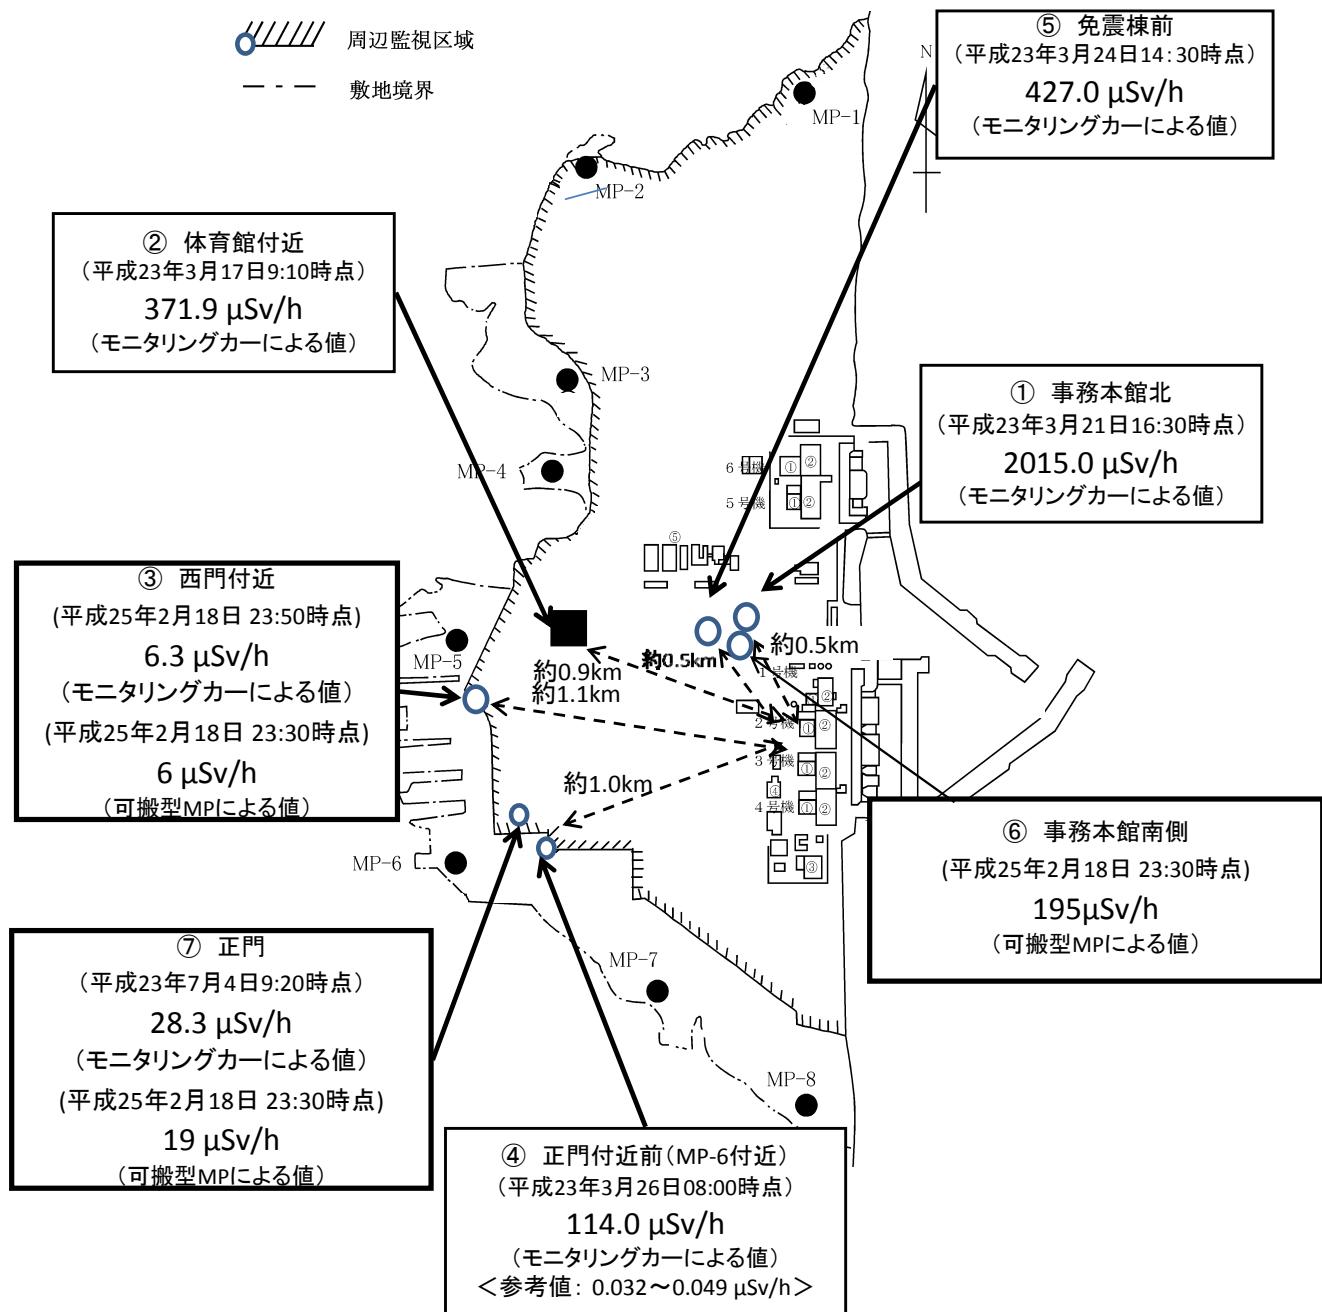 周辺監視区域
敷地境界
⑤ 免震棟前
（平成23年3月24日14:30時点）
427.0 μSv/h
（モニタリングカーによる値）
N
MP-1
MP-2
② 体育館付近
（平成23年3月17日9:10時点）
371.9 μSv/h
（モニタリングカーによる値）
MP-3
① 事務本館北
（平成23年3月21日16:30時点）
2015.0 μSv/h
（モニタリングカーによる値）
MP-4
6号機
①
②
5号機
①
②
⑤
③ 西門付近
(平成25年2月18日 23:50時点)
6.3 μSv/h
（モニタリングカーによる値）
(平成25年2月18日 23:30時点)
6 μSv/h
（可搬型MPによる値）
MP-5
約0.9km
約1.1km
約0.5km
約0.5km
1号機
②
2号機
①
②
3号機
①
②
約1.0km
④
4号機
①
②
③
MP-6
⑥ 事務本館南側
(平成25年2月18日 23:30時点)
195μSv/h
（可搬型MPによる値）
⑦ 正門
（平成23年7月4日9:20時点）
28.3 μSv/h
（モニタリングカーによる値）
(平成25年2月18日 23:30時点)
19 μSv/h
（可搬型MPによる値）
MP-7
MP-8
④ 正門付近前（MP-6付近）
（平成23年3月26日08:00時点）
114.0 μSv/h
（モニタリングカーによる値）
＜参考値: 0.032～0.049 μSv/h＞